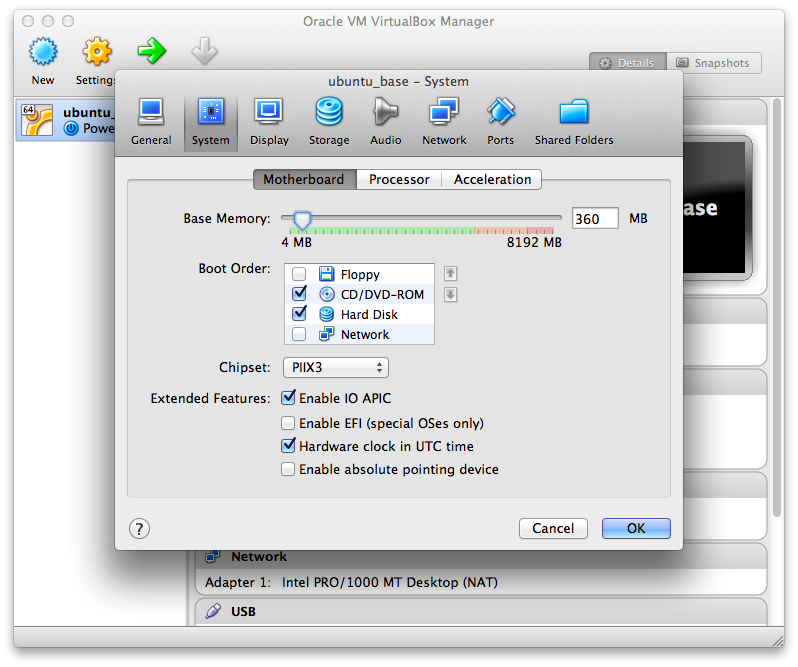 Oracle VM VirtualBox Manager
New
Settings
Details
Snapshots
64
ubuntu_
Powe
ase
ubuntu_base – System
General
System
Display
Storage
Audio
Network
Ports
Shared Folders
Motherboard
Processor
Acceleration
Base Memory:
360
MB
4 MB
8192 MB
Boot Order:
Floppy
CD/DVD-ROM
Hard Disk
Network
Chipset:
PIIX3
Extended Features:
Enable IO APIC
Enable EFI (special OSes only)
Hardware clock in UTC time
Enable absolute pointing device
?
Cancel
OK
Network
Adapter 1: Intel PRO/1000 MT Desktop (NAT)
USB